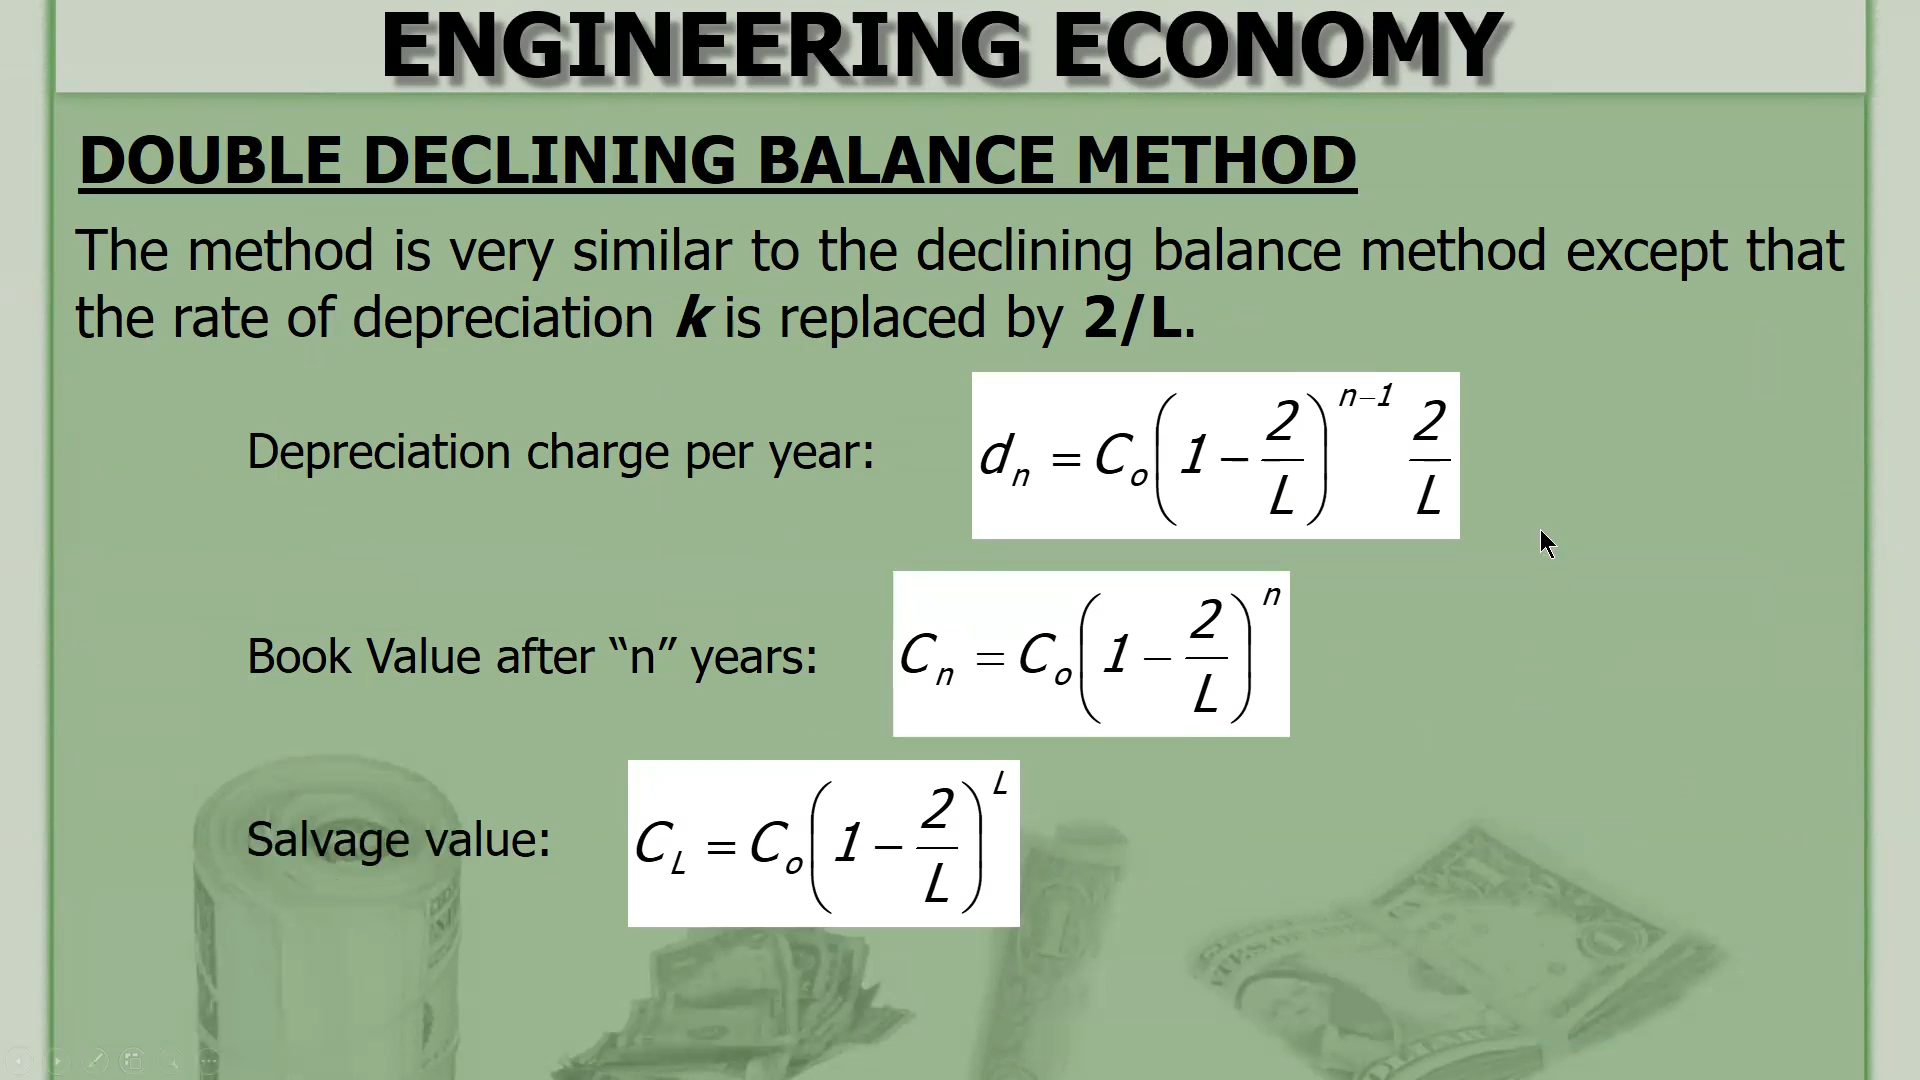 ENGINEERING ECONOMY
DOUBLE DECLINING BALANCE METHOD
The method is very similar to the declining balance method except that
the rate of depreciation k is replaced by 2/L.
Depreciation charge per year: dₙ = Cₒ(1 − 2/L)ⁿ⁻¹ 2/L
Book Value after “n” years: Cₙ = Cₒ(1 − 2/L)ⁿ
Salvage value: C_L = Cₒ(1 − 2/L)^L